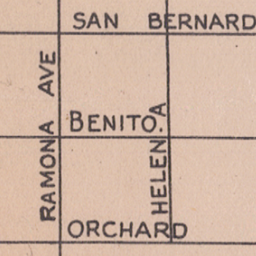 SAN BERNARD
RAMONA AVE
BENITO.
HELENA
ORCHARD